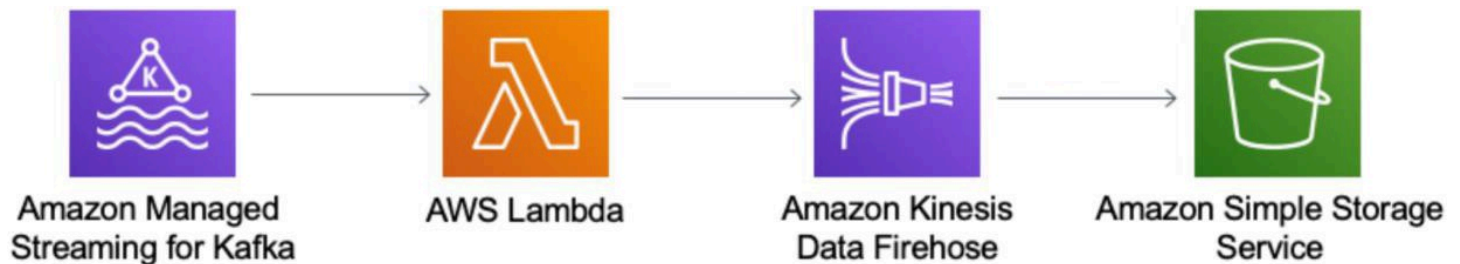 K
Amazon Managed
Streaming for Kafka
AWS Lambda
Amazon Kinesis
Data Firehose
Amazon Simple Storage
Service